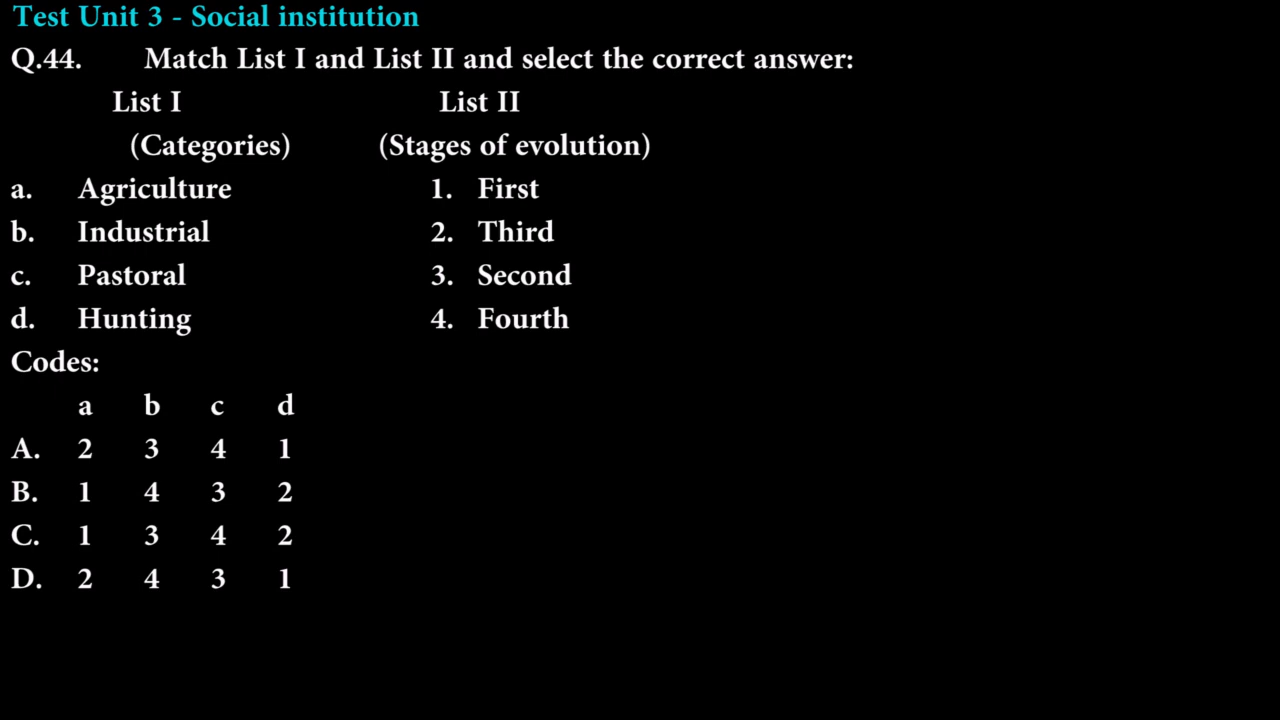 Test Unit 3 - Social institution
Q.44. Match List I and List II and select the correct answer:
List I List II
(Categories) (Stages of evolution)
a. Agriculture 1. First
b. Industrial 2. Third
c. Pastoral 3. Second
d. Hunting 4. Fourth
Codes:
a b c d
A. 2 3 4 1
B. 1 4 3 2
C. 1 3 4 2
D. 2 4 3 1